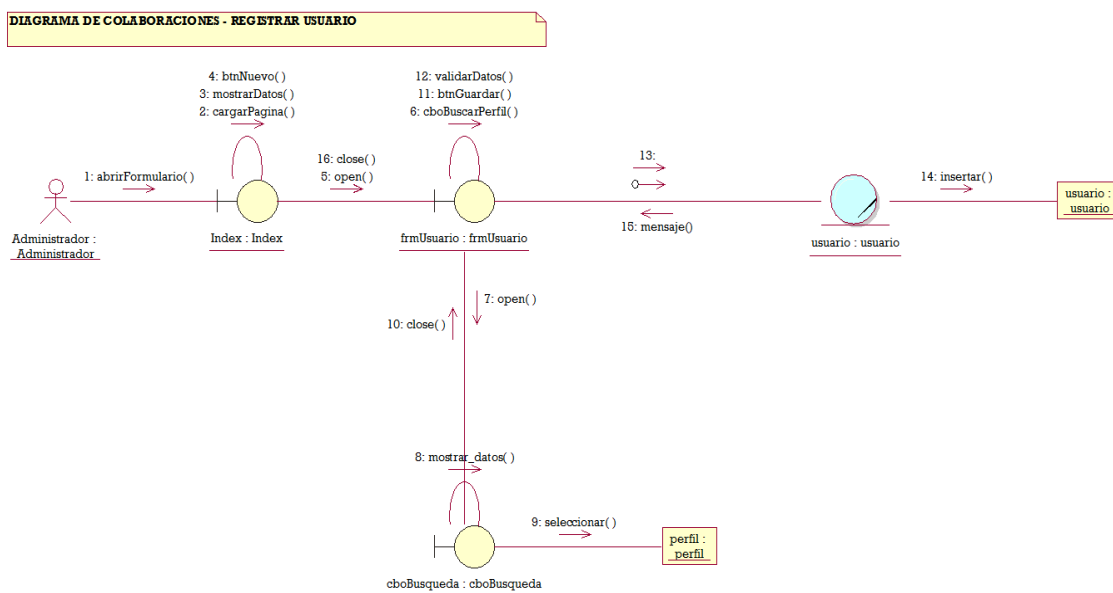 DIAGRAMA DE COLABORACIONES - REGISTRAR USUARIO
4: btnNuevo( )
3: mostrarDatos( )
2: cargarPagina( )
12: validarDatos( )
11: btnGuardar( )
6: cboBuscarPerfil( )
1: abrirFormulario( )
16: close( )
5: open( )
13:
15: mensaje()
14: insertar( )
usuario :
usuario
Administrador :
Administrador
Index : Index
frmUsuario : frmUsuario
usuario : usuario
7: open( )
10: close( )
8: mostrar_datos( )
9: seleccionar( )
perfil :
perfil
cboBusqueda : cboBusqueda